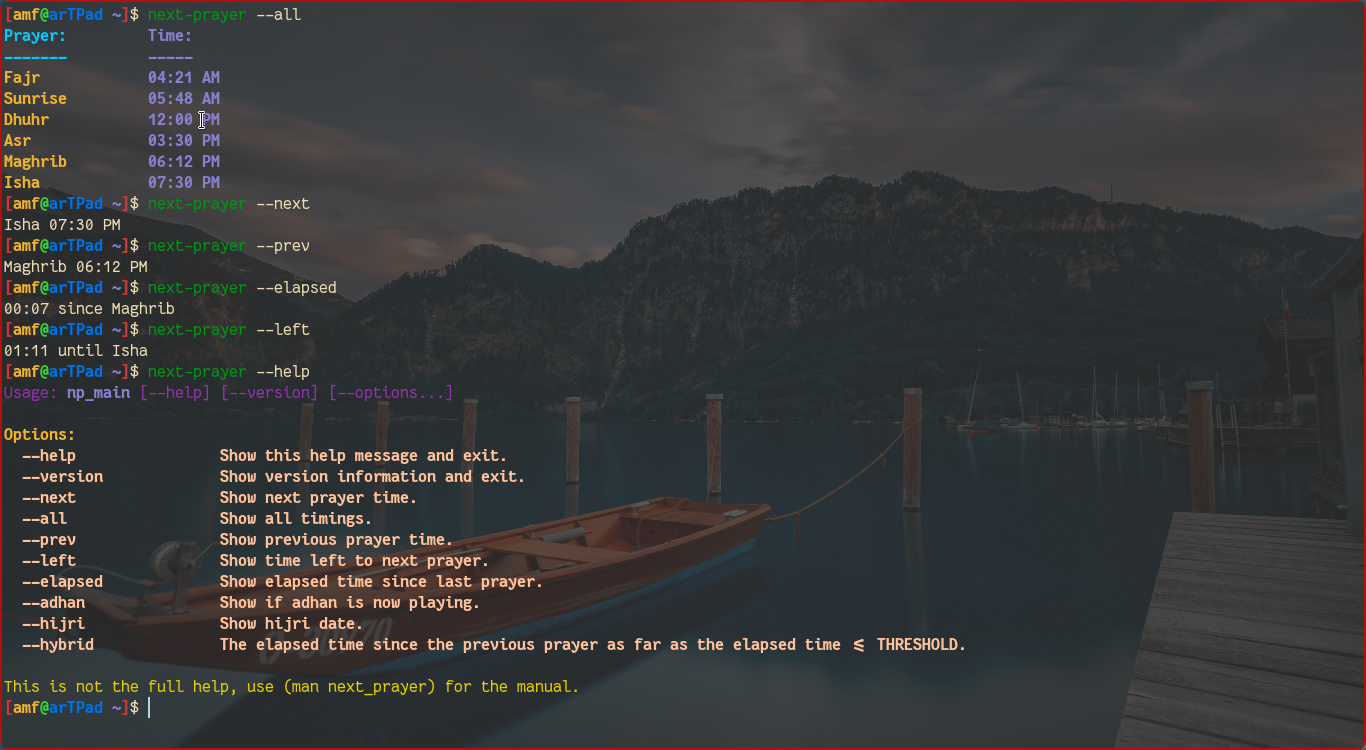 [amf@arTPad ~]$ next-prayer --all
Prayer:         Time:
-------         -----
Fajr            04:21 AM
Sunrise         05:48 AM
Dhuhr           12:00 PM
Asr             03:30 PM
Maghrib         06:12 PM
Isha            07:30 PM
[amf@arTPad ~]$ next-prayer --next
Isha 07:30 PM
[amf@arTPad ~]$ next-prayer --prev
Maghrib 06:12 PM
[amf@arTPad ~]$ next-prayer --elapsed
00:07 since Maghrib
[amf@arTPad ~]$ next-prayer --left
01:11 until Isha
[amf@arTPad ~]$ next-prayer --help
Usage: np_main [--help] [--version] [--options...]

Options:
  --help                Show this help message and exit.
  --version             Show version information and exit.
  --next                Show next prayer time.
  --all                 Show all timings.
  --prev                Show previous prayer time.
  --left                Show time left to next prayer.
  --elapsed             Show elapsed time since last prayer.
  --adhan               Show if adhan is now playing.
  --hijri               Show hijri date.
  --hybrid              The elapsed time since the previous prayer as far as the elapsed time ≤ THRESHOLD.

This is not the full help, use (man next_prayer) for the manual.
[amf@arTPad ~]$